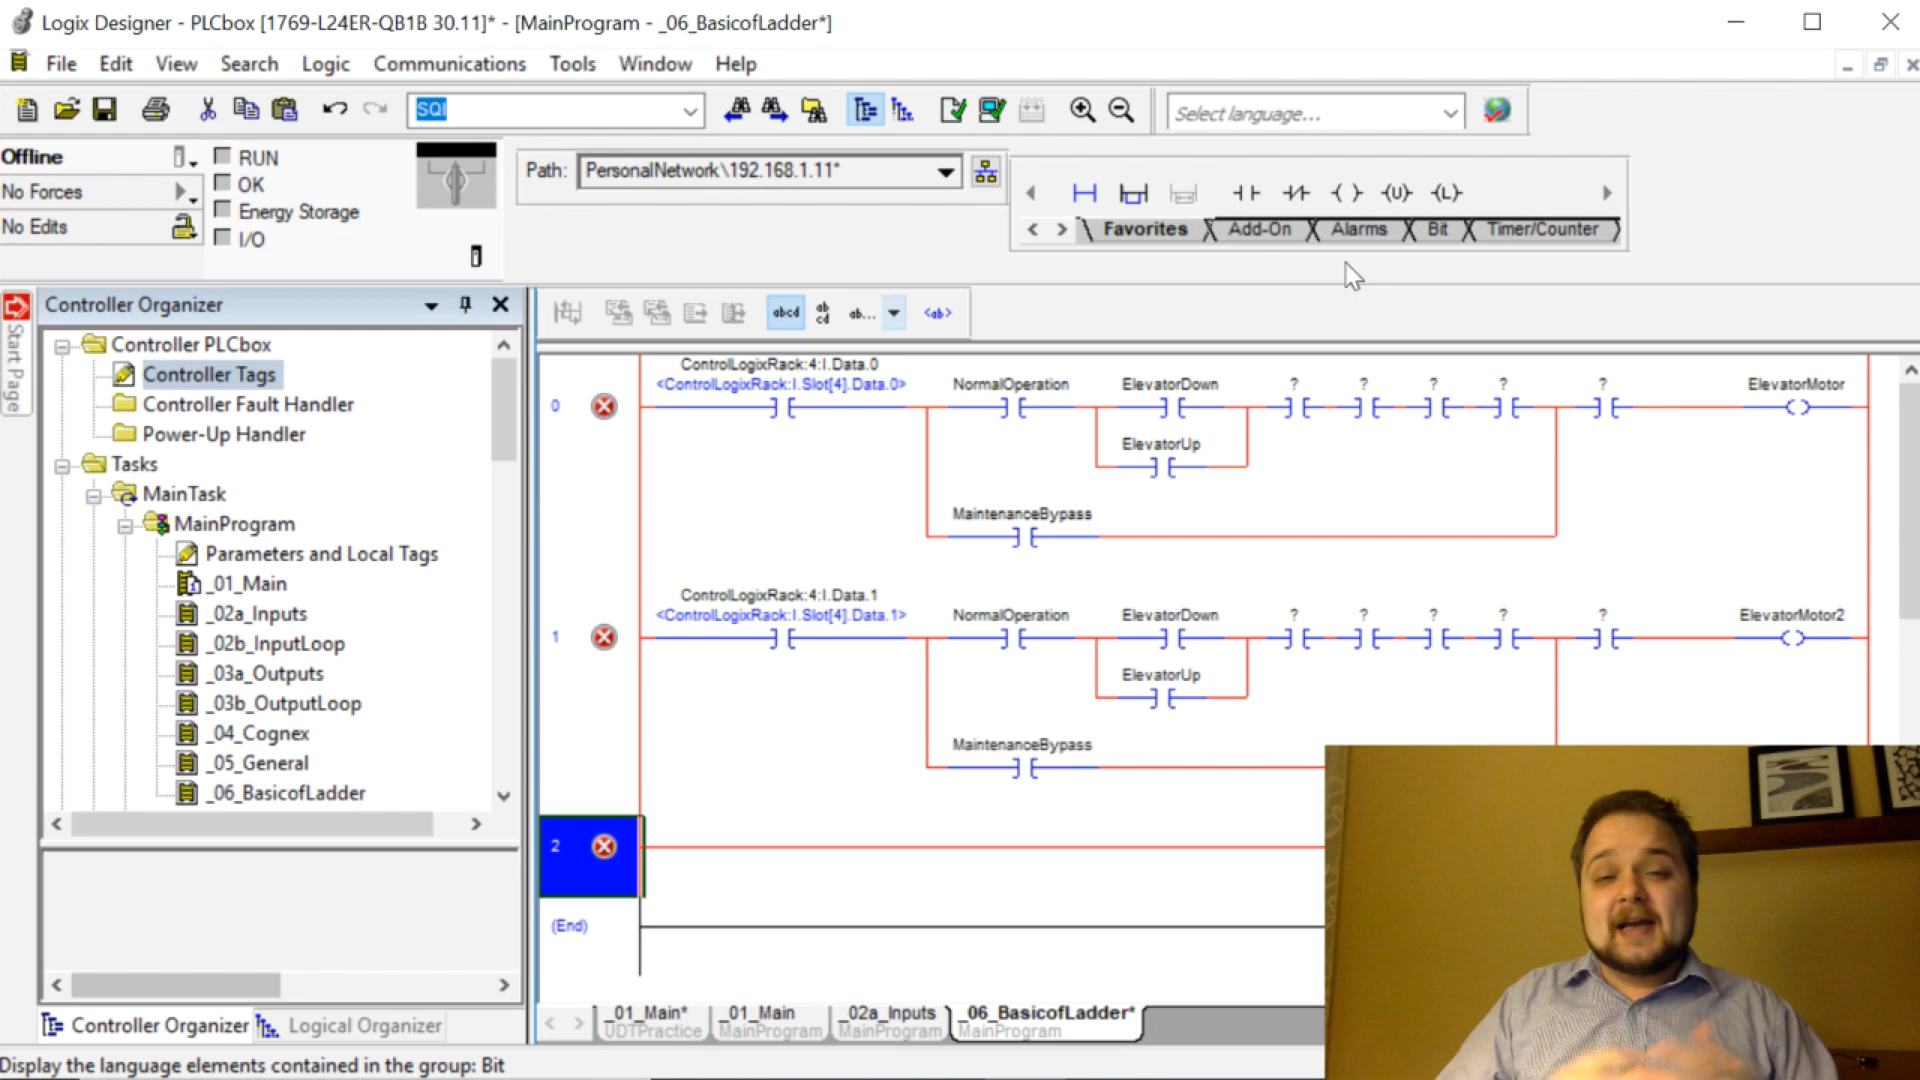 Logix Designer - PLCbox [1769-L24ER-QB1B 30.11]* - [MainProgram - _06_BasicofLadder*]
File Edit View Search Logic Communications Tools Window Help
SQI
Select language...
Offline
RUN
No Forces
OK
No Edits
Energy Storage
I/O
Path: PersonalNetwork\192.168.1.11*
(U) (L)
Favorites Add-On Alarms Bit Timer/Counter
Start Page
Controller Organizer
Controller PLCbox
Controller Tags
Controller Fault Handler
Power-Up Handler
Tasks
MainTask
MainProgram
Parameters and Local Tags
_01_Main
_02a_Inputs
_02b_InputLoop
_03a_Outputs
_03b_OutputLoop
_04_Cognex
_05_General
_06_BasicofLadder
Controller Organizer Logical Organizer
abcd ab cd ab... <ab>
ControlLogixRack:4:I.Data.0
<ControlLogixRack:I.Slot[4].Data.0> NormalOperation ElevatorDown ? ? ? ? ? ElevatorMotor
0
ElevatorUp
MaintenanceBypass
ControlLogixRack:4:I.Data.1
<ControlLogixRack:I.Slot[4].Data.1> NormalOperation ElevatorDown ? ? ? ? ? ElevatorMotor2
1
ElevatorUp
MaintenanceBypass
2
(End)
_01_Main* _01_Main _02a_Inputs _06_BasicofLadder*
UDTPractice MainProgram MainProgram MainProgram
Display the language elements contained in the group: Bit